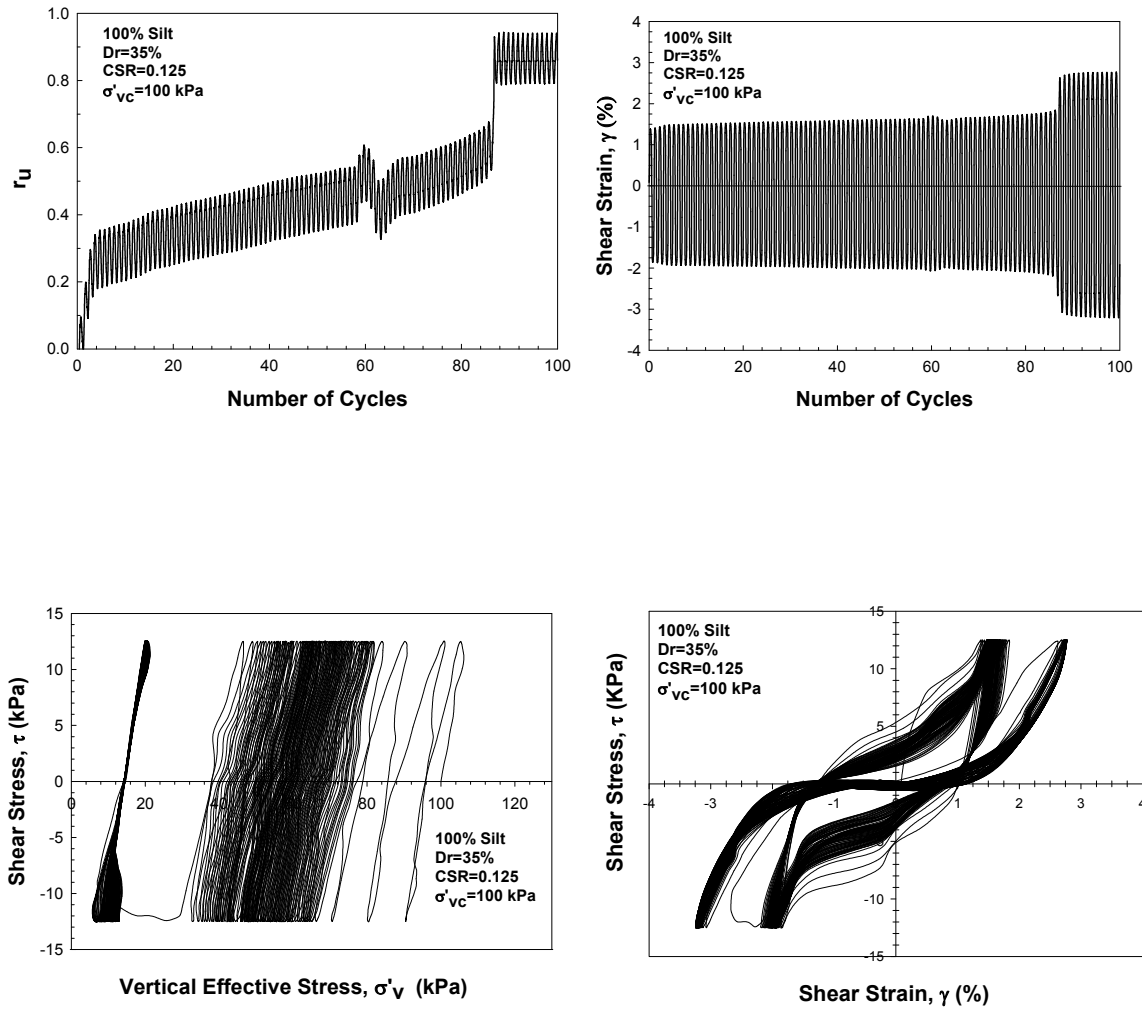 1.0
0.8
0.6
0.4
0.2
0.0
ru
100% Silt
Dr=35%
CSR=0.125
σ'vc=100 kPa
0 20 40 60 80 100
Number of Cycles
4
3
2
1
0
-1
-2
-3
-4
Shear Strain, γ (%)
100% Silt
Dr=35%
CSR=0.125
σ'vc=100 kPa
0 20 40 60 80 100
Number of Cycles
15
10
5
0
-5
-10
-15
Shear Stress, τ (kPa)
0 20 40 60 80 100 120
100% Silt
Dr=35%
CSR=0.125
σ'vc=100 kPa
Vertical Effective Stress, σ'v (kPa)
15
10
5
-5
-10
-15
Shear Stress, τ (KPa)
100% Silt
Dr=35%
CSR=0.125
σ'vc=100 kPa
-4 -3 -2 -1 0 1 2 3 4
Shear Strain, γ (%)